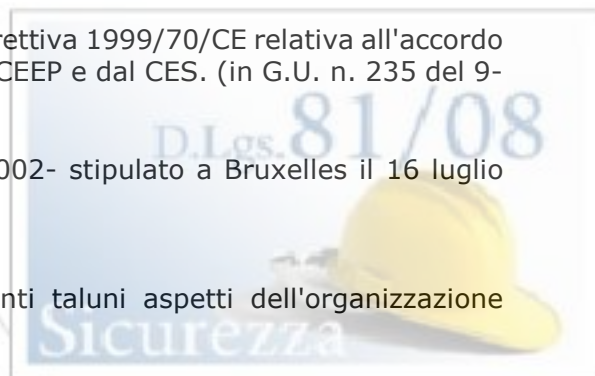 rettiva 1999/70/CE relativa all'accordo
CEEP e dal CES. (in G.U. n. 235 del 9-
D.Lgs. 81/08
002- stipulato a Bruxelles il 16 luglio
nti taluni aspetti dell'organizzazione
Sicurezza